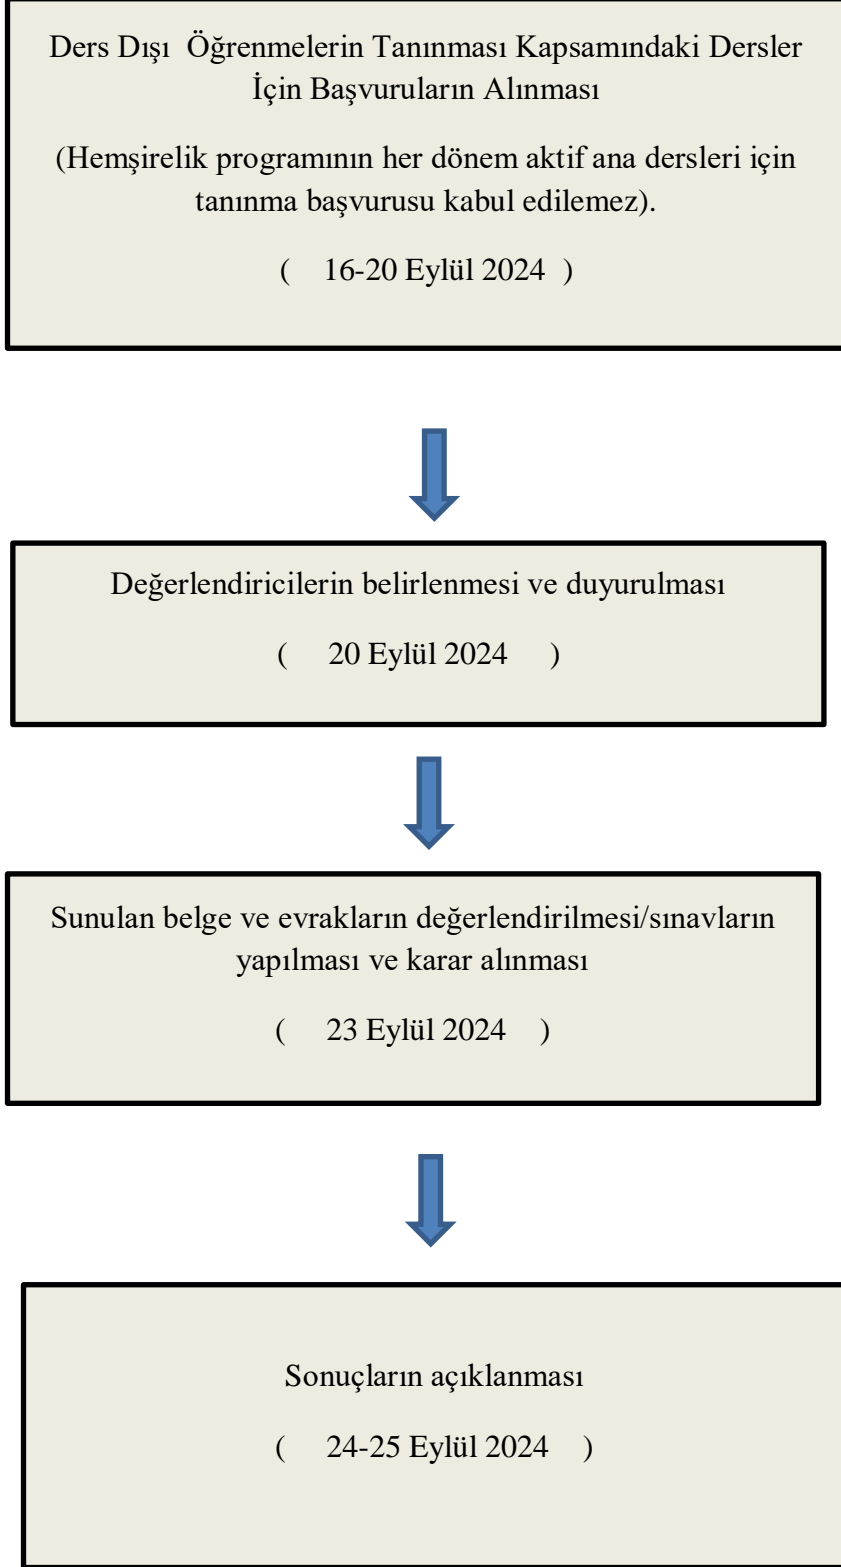 Ders Dışı Öğrenmelerin Tanınması Kapsamındaki Dersler
İçin Başvuruların Alınması
(Hemşirelik programının her dönem aktif ana dersleri için
tanınma başvurusu kabul edilemez).
( 16-20 Eylül 2024 )
Değerlendiricilerin belirlenmesi ve duyurulması
( 20 Eylül 2024 )
Sunulan belge ve evrakların değerlendirilmesi/sınavların
yapılması ve karar alınması
( 23 Eylül 2024 )
Sonuçların açıklanması
( 24-25 Eylül 2024 )